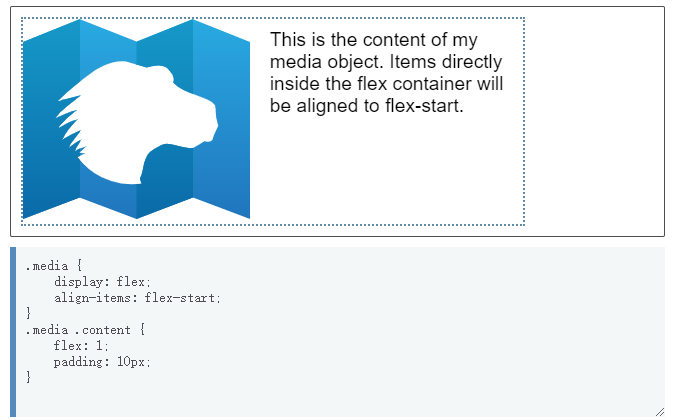 This is the content of my
media object. Items directly
inside the flex container will
be aligned to flex-start.
.media {
    display: flex;
    align-items: flex-start;
}
.media .content {
    flex: 1;
    padding: 10px;
}